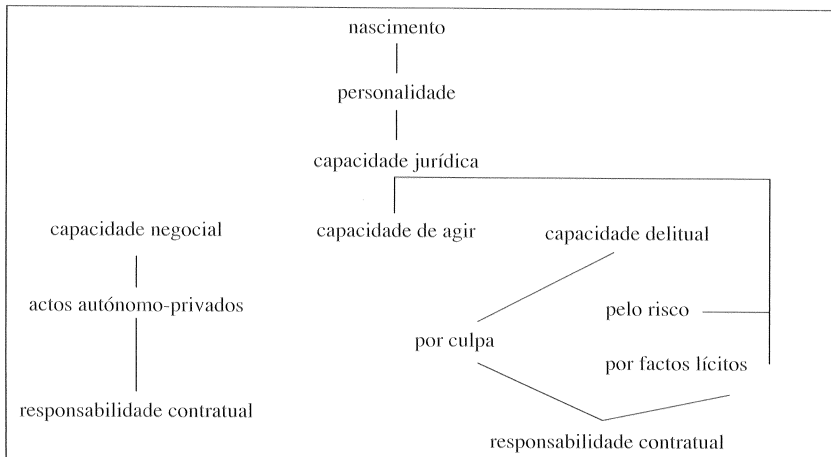 nascimento
personalidade
capacidade jurídica
capacidade negocial
capacidade de agir
capacidade delitual
actos autónomo-privados
pelo risco
por culpa
por factos lícitos
responsabilidade contratual
responsabilidade contratual